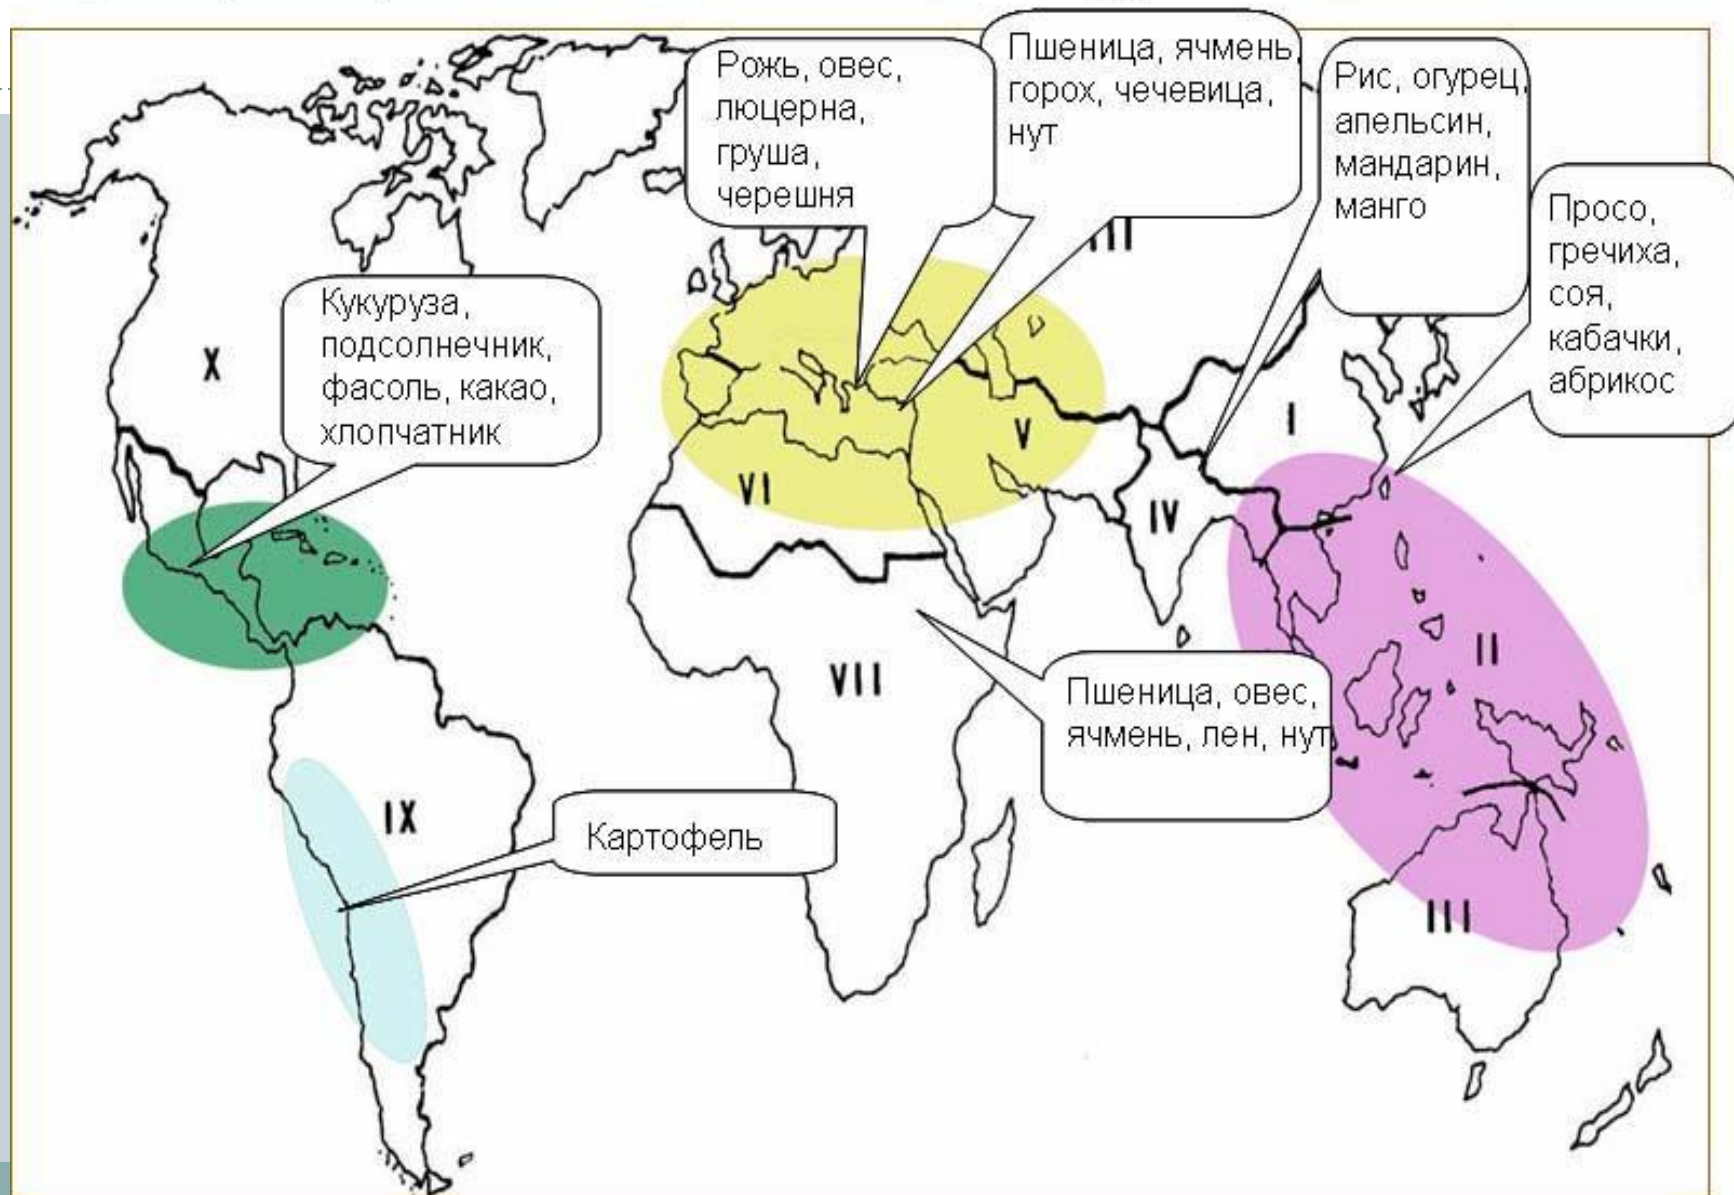 Рожь, овес,
люцерна,
груша,
черешня
Пшеница, ячмень,
горох, чечевица,
нут
Рис, огурец,
апельсин,
мандарин,
манго
Просо,
гречиха,
соя,
кабачки,
абрикос
Кукуруза,
подсолнечник,
фасоль, какао,
хлопчатник
Пшеница, овес,
ячмень, лен, нут
Картофель
III
X
I
V
VI
IV
II
VII
IX
III